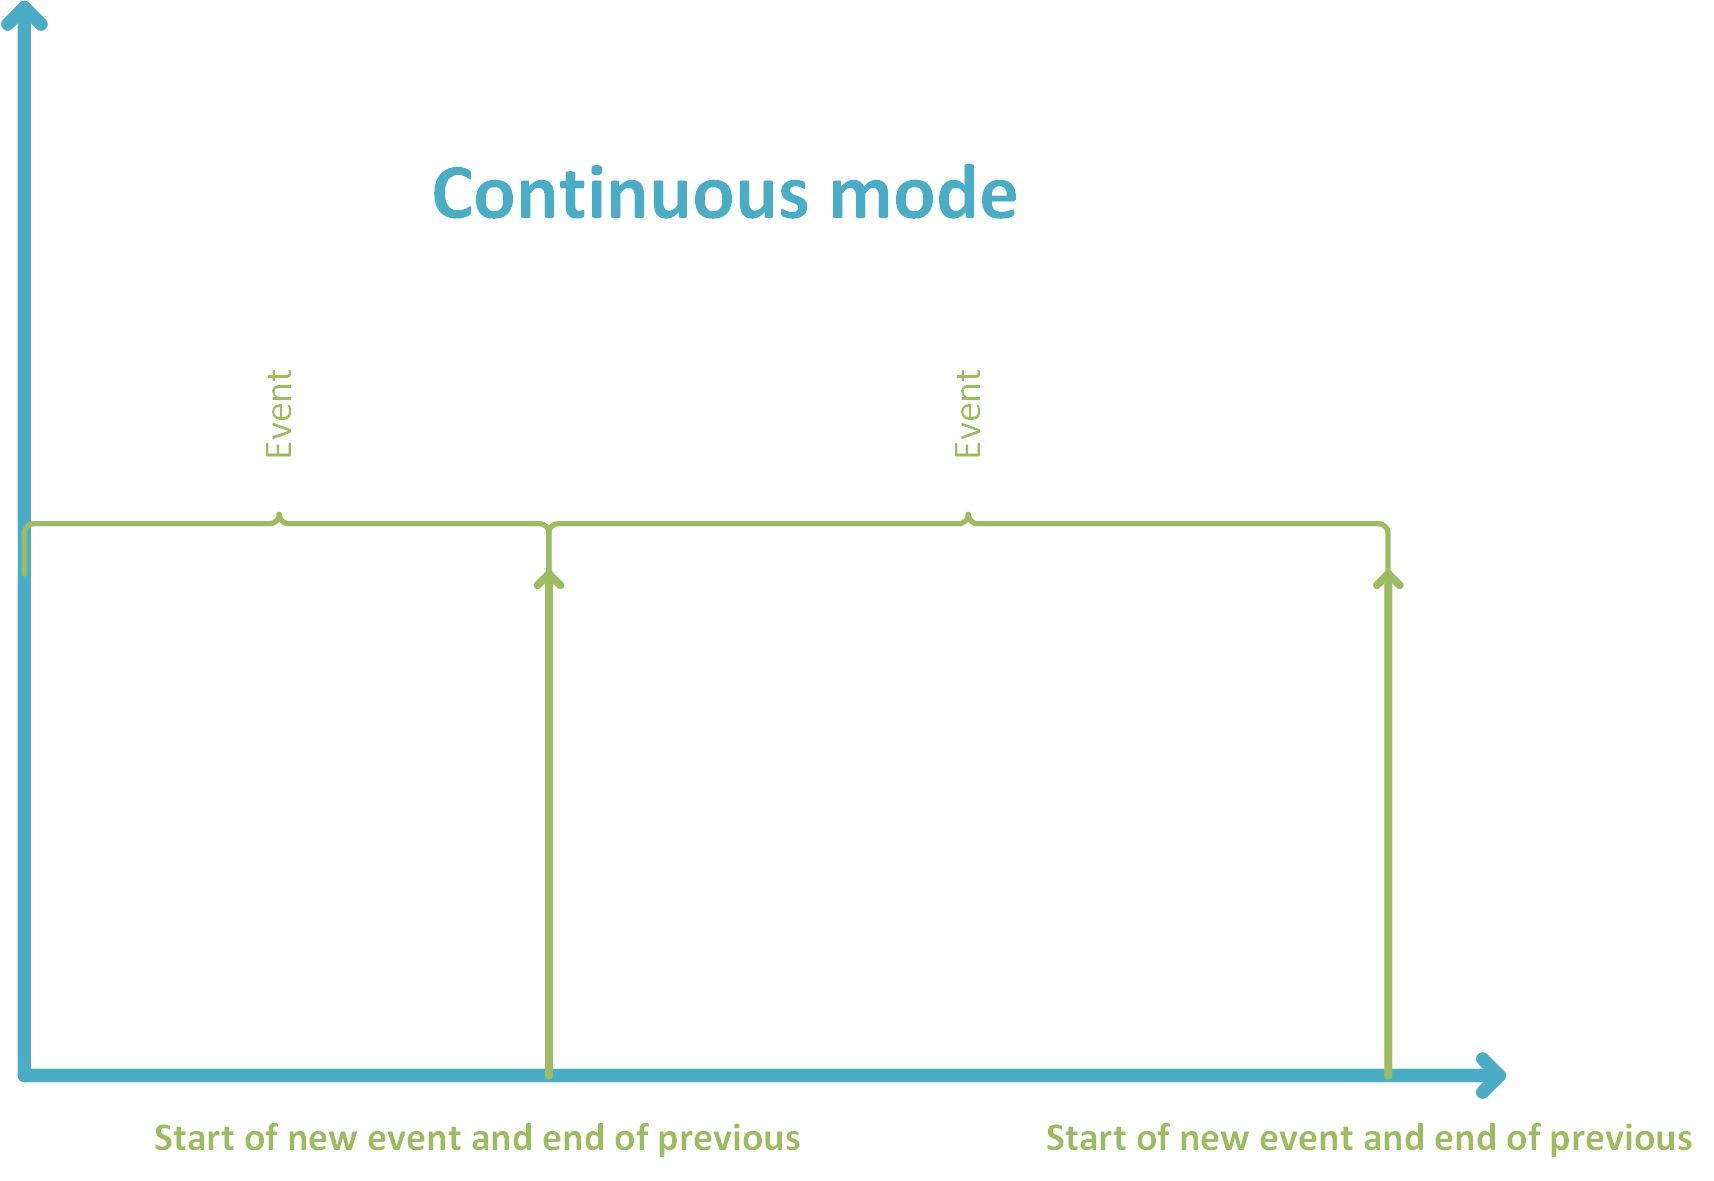 Continuous mode
Event
Event
Start of new event and end of previous
Start of new event and end of previous